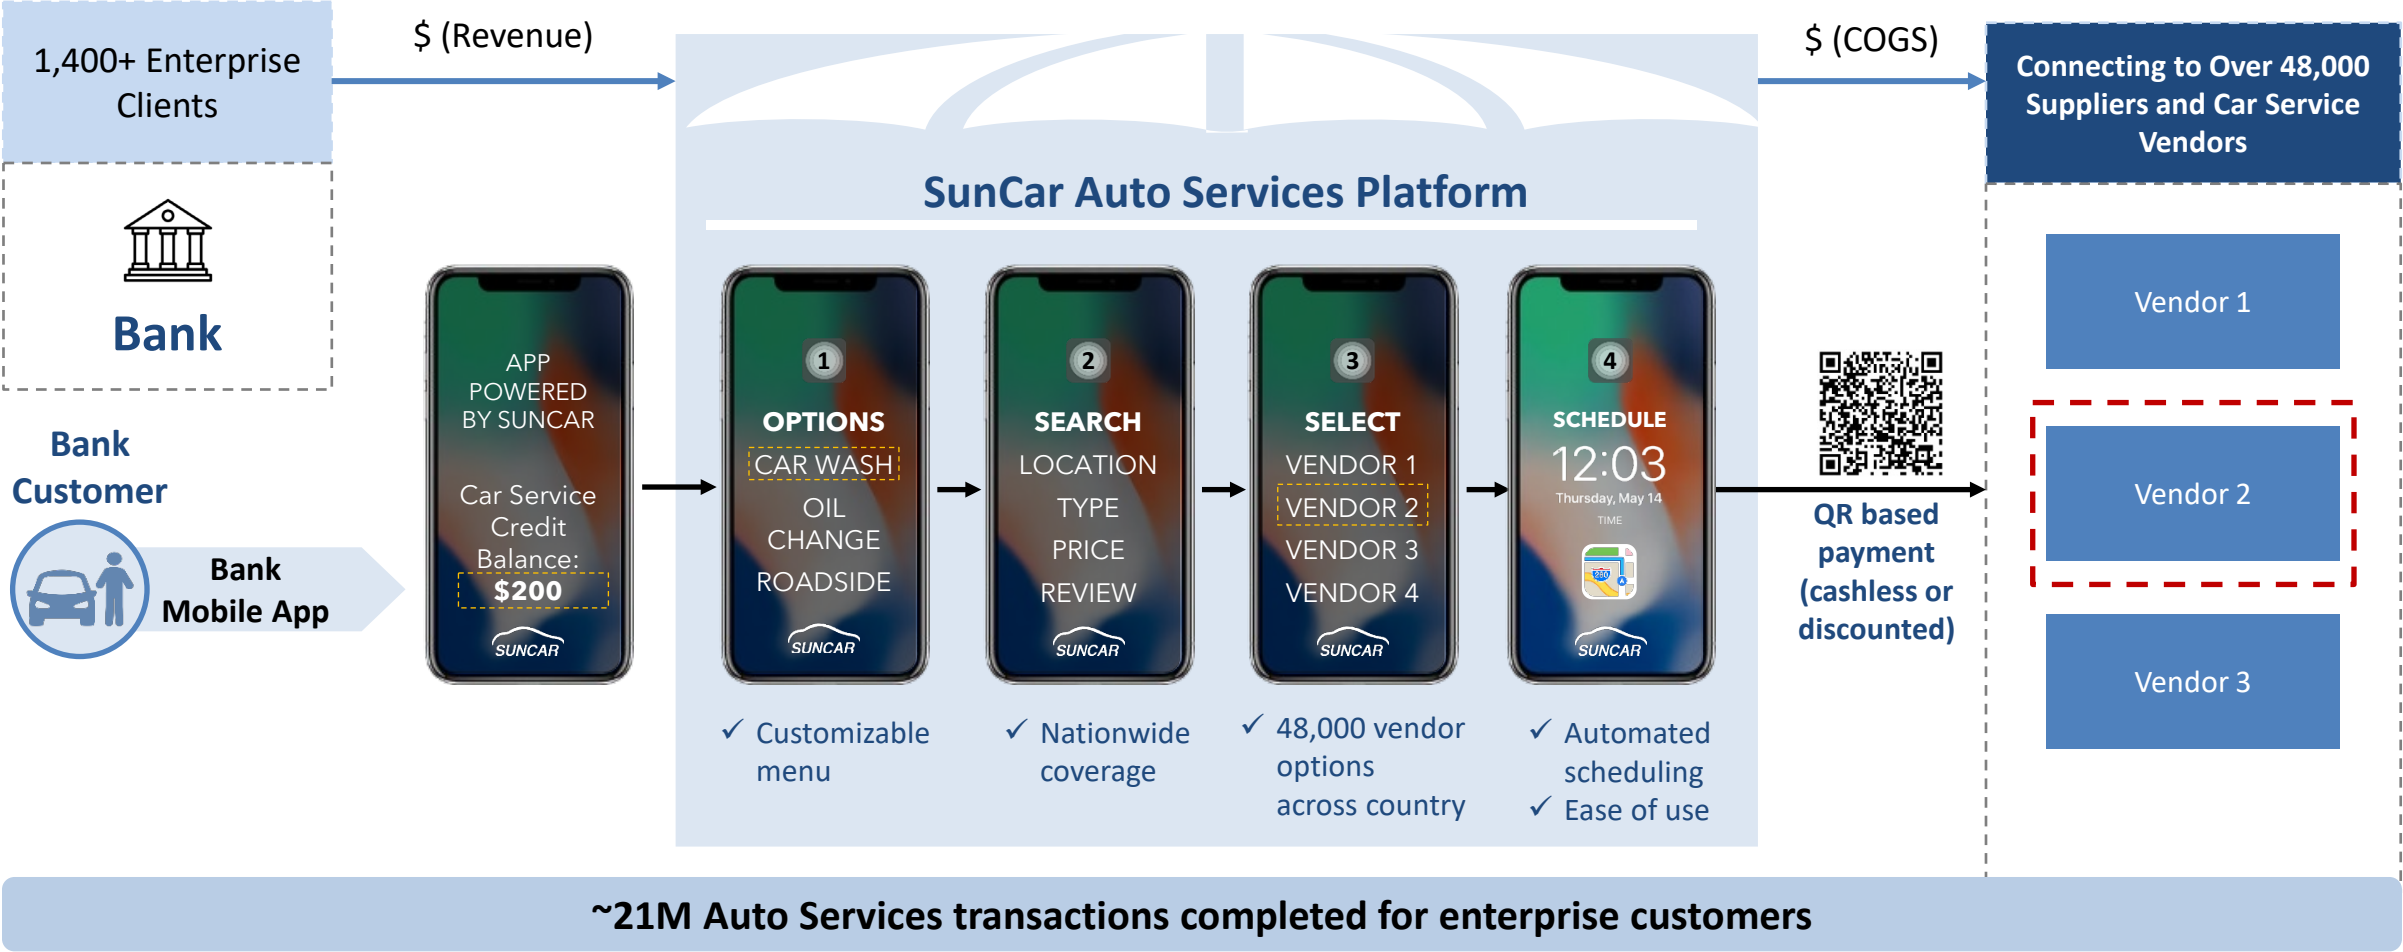 1,400+ Enterprise
Clients
$ (Revenue)
$ (COGS)
Connecting to Over 48,000
Suppliers and Car Service
Vendors
SunCar Auto Services Platform
Bank
Bank
Customer
Bank
Mobile App
APP
POWERED
BY SUNCAR
Car Service
Credit
Balance:
$200
SUNCAR
1
OPTIONS
CAR WASH
OIL
CHANGE
ROADSIDE
SUNCAR
2
SEARCH
LOCATION
TYPE
PRICE
REVIEW
SUNCAR
3
SELECT
VENDOR 1
VENDOR 2
VENDOR 3
VENDOR 4
SUNCAR
4
SCHEDULE
12:03
Thursday, May 14
TIME
280
SUNCAR
✓ Customizable
menu
✓ Nationwide
coverage
✓ 48,000 vendor
options
across country
✓ Automated
scheduling
✓ Ease of use
QR based
payment
(cashless or
discounted)
Vendor 1
Vendor 2
Vendor 3
~21M Auto Services transactions completed for enterprise customers